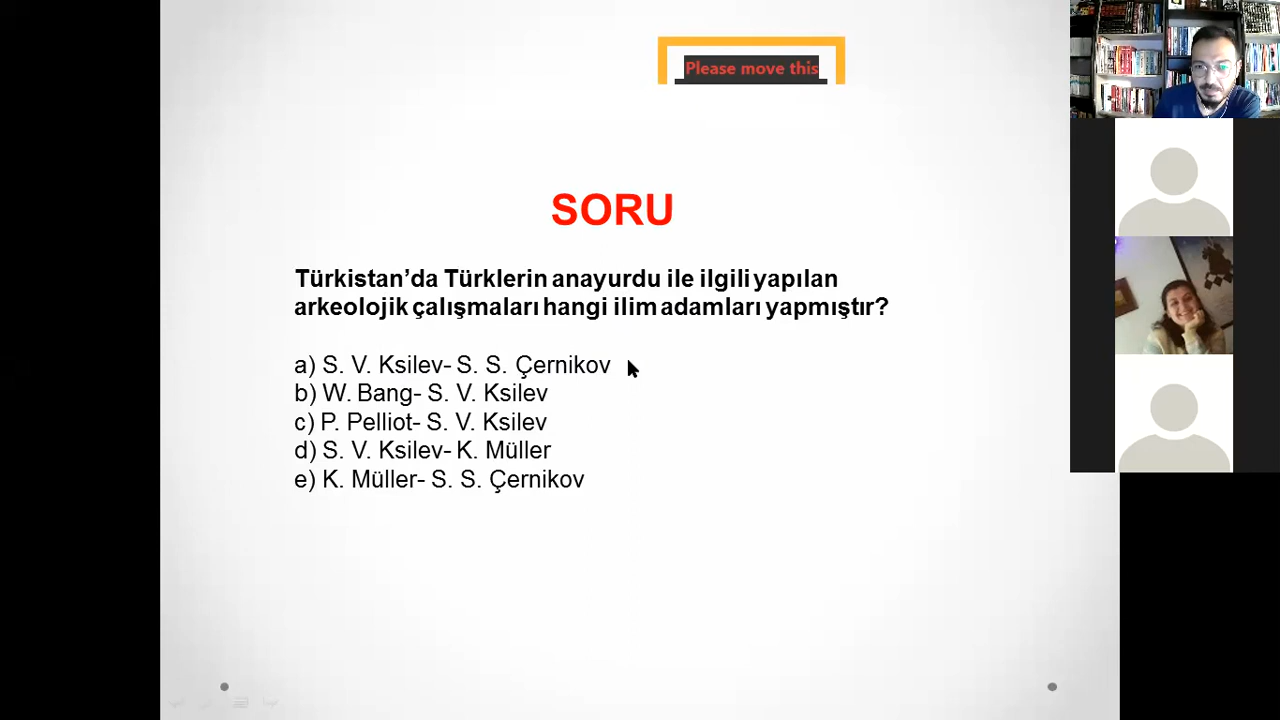 Please move this
SORU
Türkistan’da Türklerin anayurdu ile ilgili yapılan
arkeolojik çalışmaları hangi ilim adamları yapmıştır?
a) S. V. Ksilev- S. S. Çernikov
b) W. Bang- S. V. Ksilev
c) P. Pelliot- S. V. Ksilev
d) S. V. Ksilev- K. Müller
e) K. Müller- S. S. Çernikov